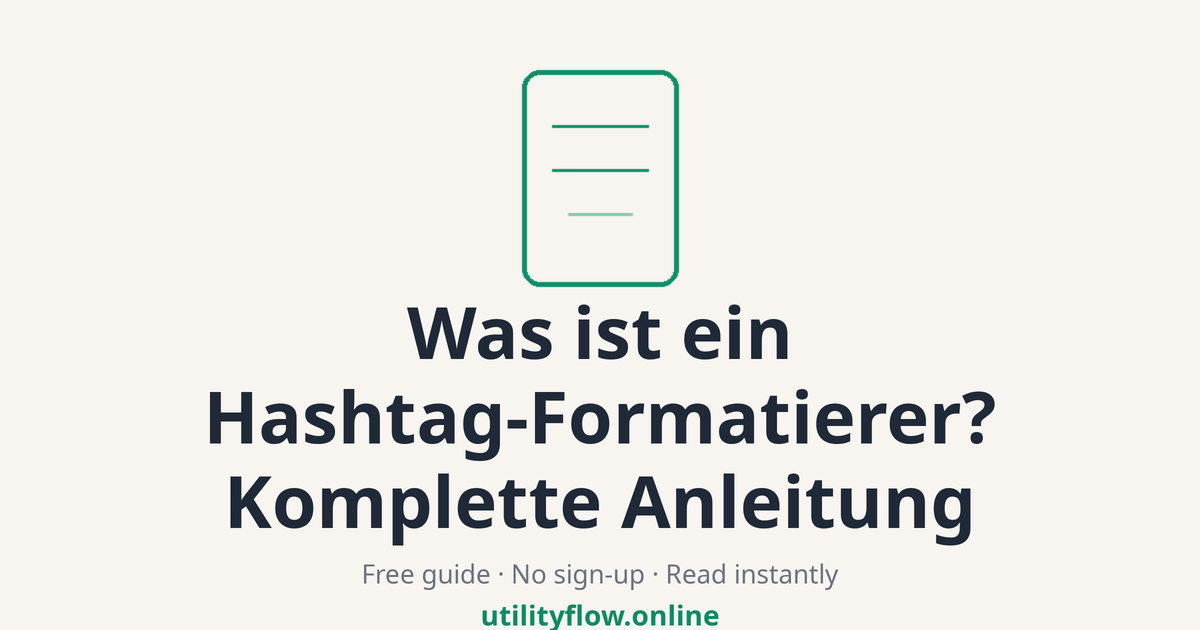 Was ist ein
Hashtag-Formatierer?
Komplette Anleitung
Free guide · No sign-up · Read instantly
utilityflow.online